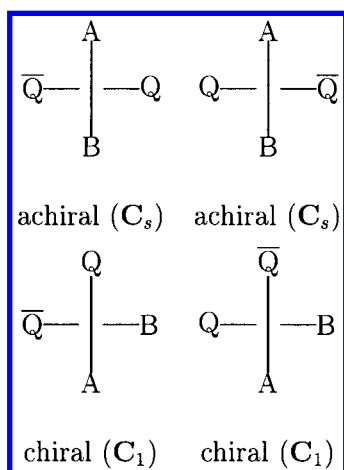 A A
Q̅ Q Q Q̅
B B
achiral (Cₛ) achiral (Cₛ)
Q Q̅
Q̅ B Q B
A A
chiral (C₁) chiral (C₁)